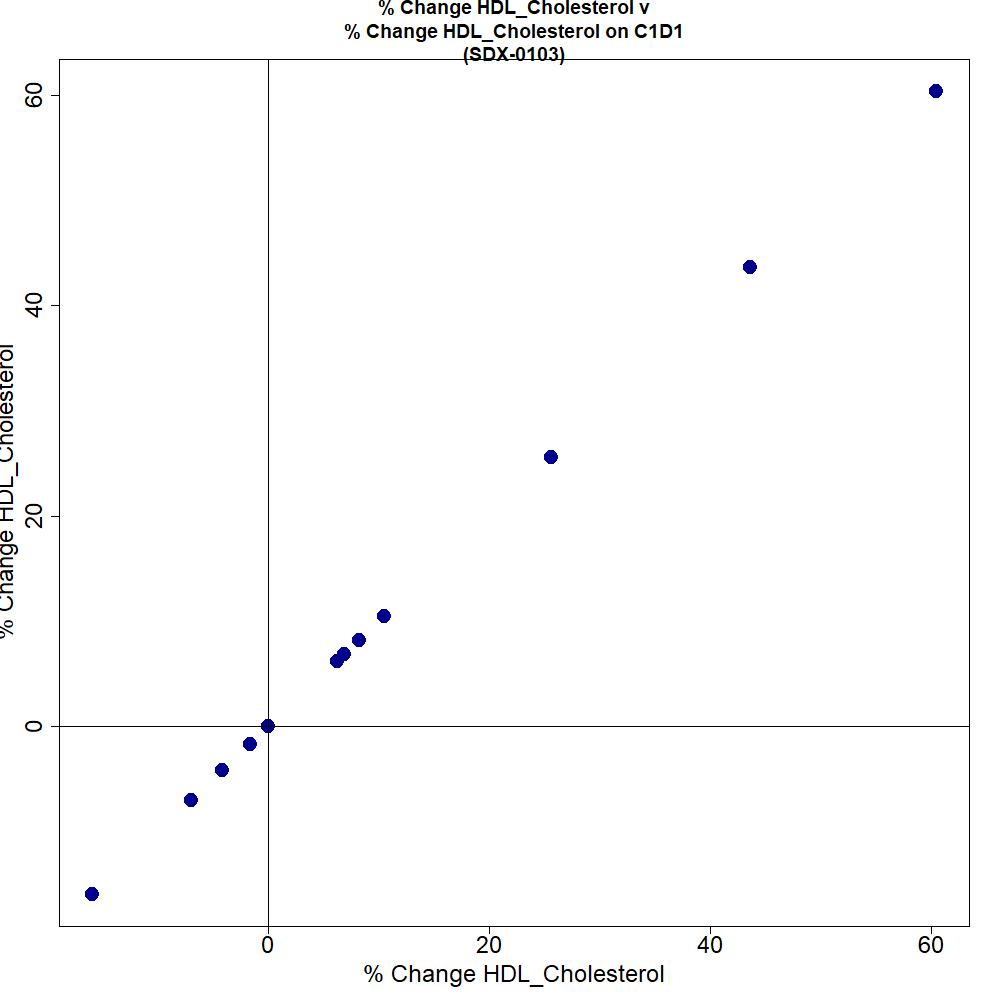 % Change HDL_Cholesterol v
% Change HDL_Cholesterol on C1D1
(SDX-0103)
60
40
20
0
% Change HDL_Cholesterol
0
20
40
60
% Change HDL_Cholesterol